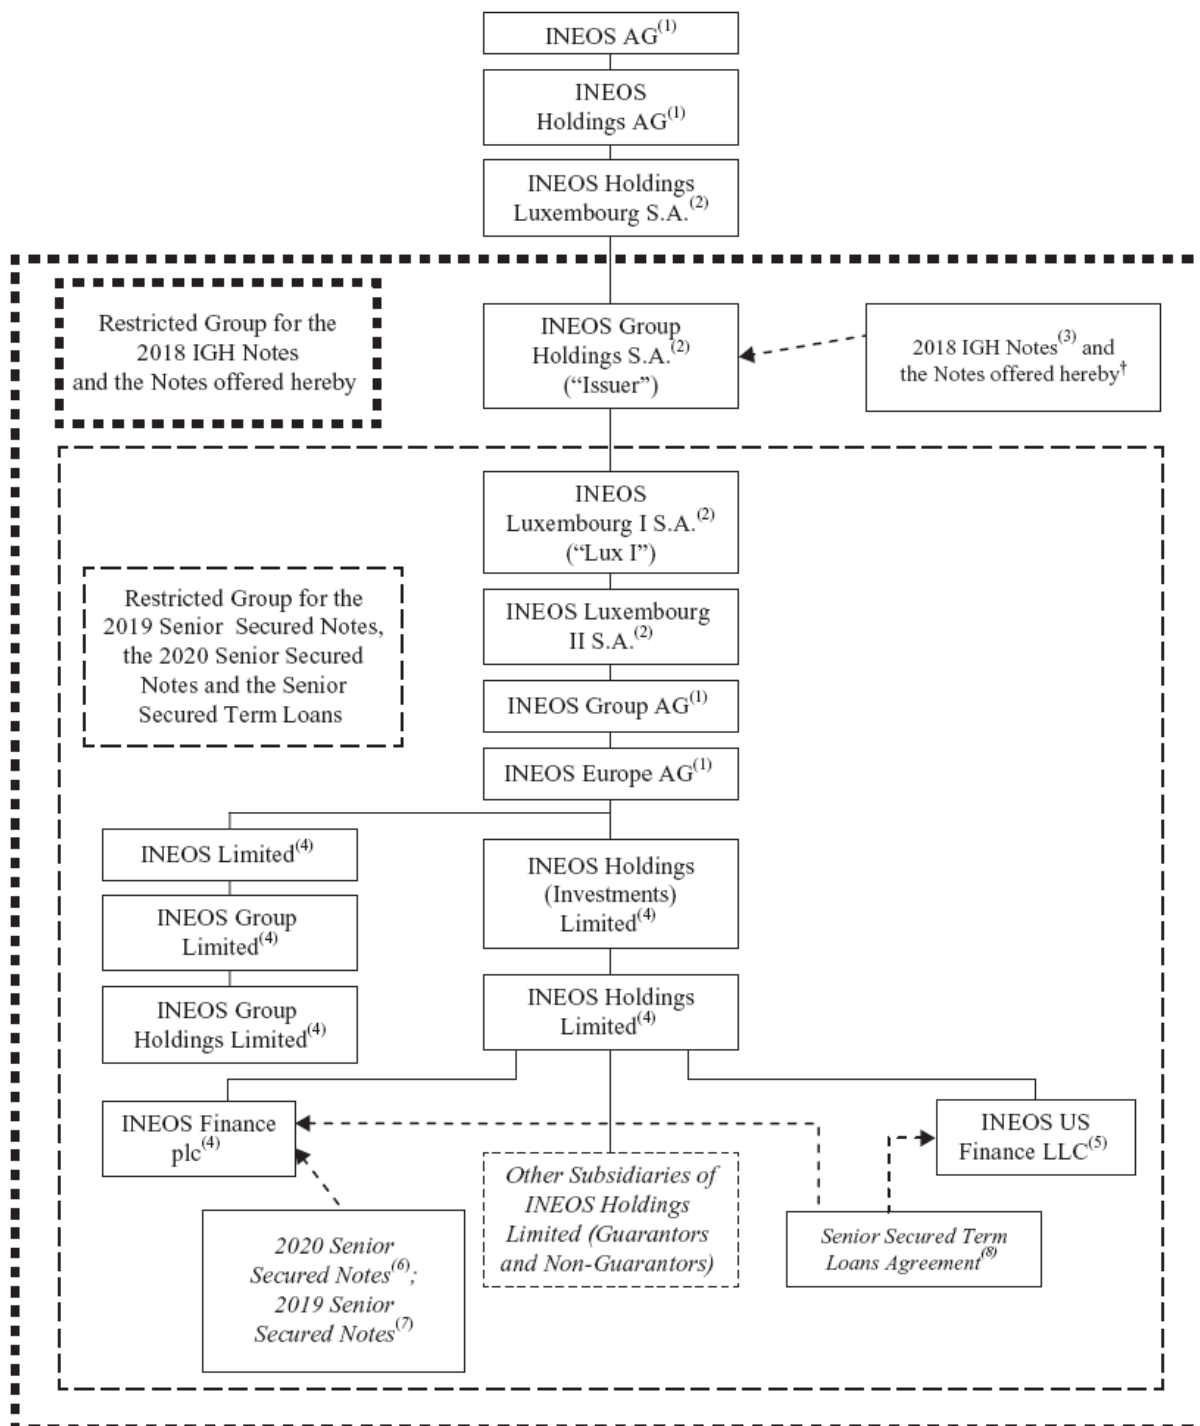 INEOS AG(1)
INEOS
Holdings AG(1)
INEOS Holdings
Luxembourg S.A.(2)
Restricted Group for the
2018 IGH Notes
and the Notes offered hereby
INEOS Group
Holdings S.A.(2)
(“Issuer”)
2018 IGH Notes(3) and
the Notes offered hereby†
INEOS
Luxembourg I S.A.(2)
(“Lux I”)
Restricted Group for the
2019 Senior Secured Notes,
the 2020 Senior Secured
Notes and the Senior
Secured Term Loans
INEOS Luxembourg
II S.A.(2)
INEOS Group AG(1)
INEOS Europe AG(1)
INEOS Limited(4)
INEOS Group
Limited(4)
INEOS Group
Holdings Limited(4)
INEOS Holdings
(Investments)
Limited(4)
INEOS Holdings
Limited(4)
INEOS Finance
plc(4)
INEOS US
Finance LLC(5)
Other Subsidiaries of
INEOS Holdings
Limited (Guarantors
and Non-Guarantors)
2020 Senior
Secured Notes(6);
2019 Senior
Secured Notes(7)
Senior Secured Term
Loans Agreement(8)